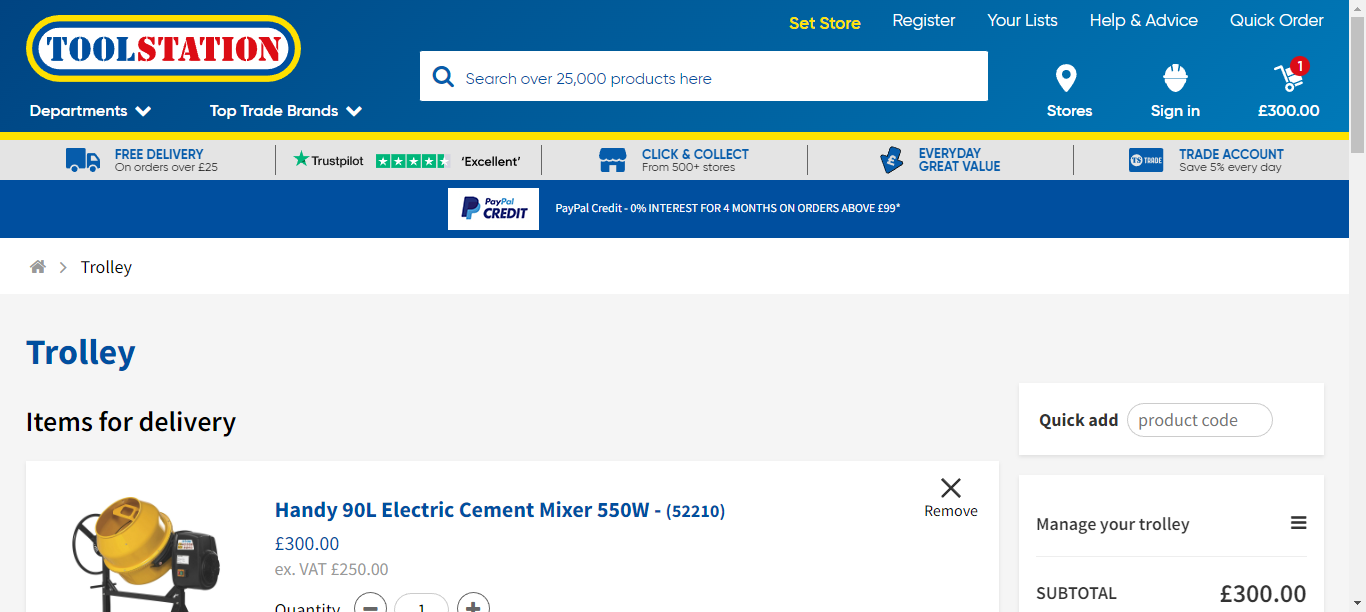 Set Store Register Your Lists Help & Advice Quick Order
TOOLSTATION
Search over 25,000 products here
1
Departments Top Trade Brands Stores Sign in £300.00
FREE DELIVERY
On orders over £25
Trustpilot 'Excellent'
CLICK & COLLECT
From 500+ stores
EVERYDAY
GREAT VALUE
TS TRADE
TRADE ACCOUNT
Save 5% every day
PayPal
CREDIT
PayPal Credit - 0% INTEREST FOR 4 MONTHS ON ORDERS ABOVE £99*
Trolley
Trolley
Items for delivery
Quick add product code
Handy 90L Electric Cement Mixer 550W - (52210)
£300.00
ex. VAT £250.00
Quantity 1
Remove
Manage your trolley
SUBTOTAL £300.00